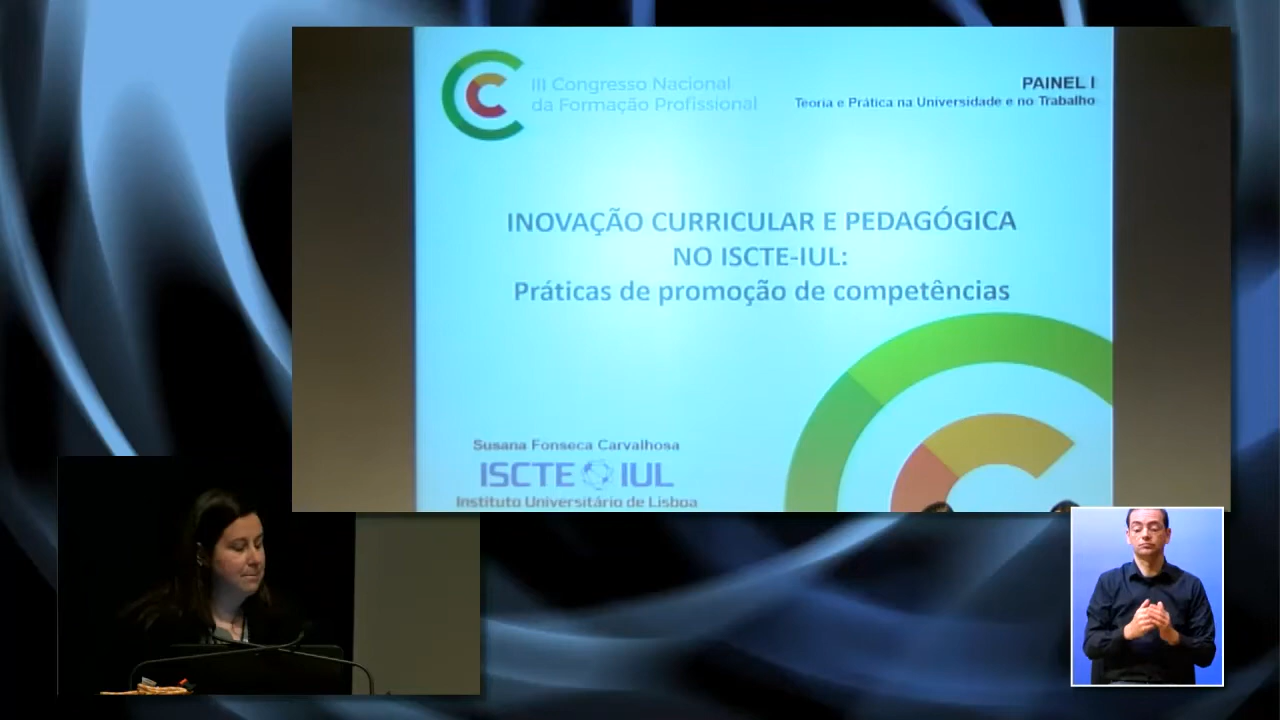 III Congresso Nacional
da Formação Profissional
PAINEL I
Teoria e Prática na Universidade e no Trabalho
INOVAÇÃO CURRICULAR E PEDAGÓGICA
NO ISCTE-IUL:
Práticas de promoção de competências
Susana Fonseca Carvalhosa
ISCTE IUL
Instituto Universitário de Lisboa